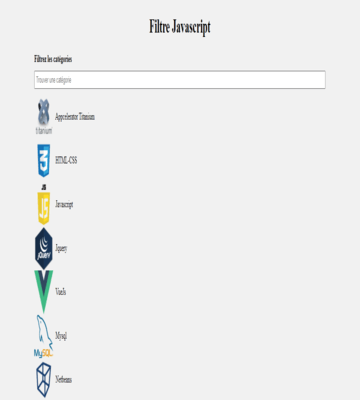 Filtre Javascript
Filtrez les catégories
Trouver une catégorie
titanium
Appcelerator Titanium
3
HTML-CSS
JS
JS
Javascript
jQuery
Jquery
VueJs
MySQL
Mysql
Netbeans